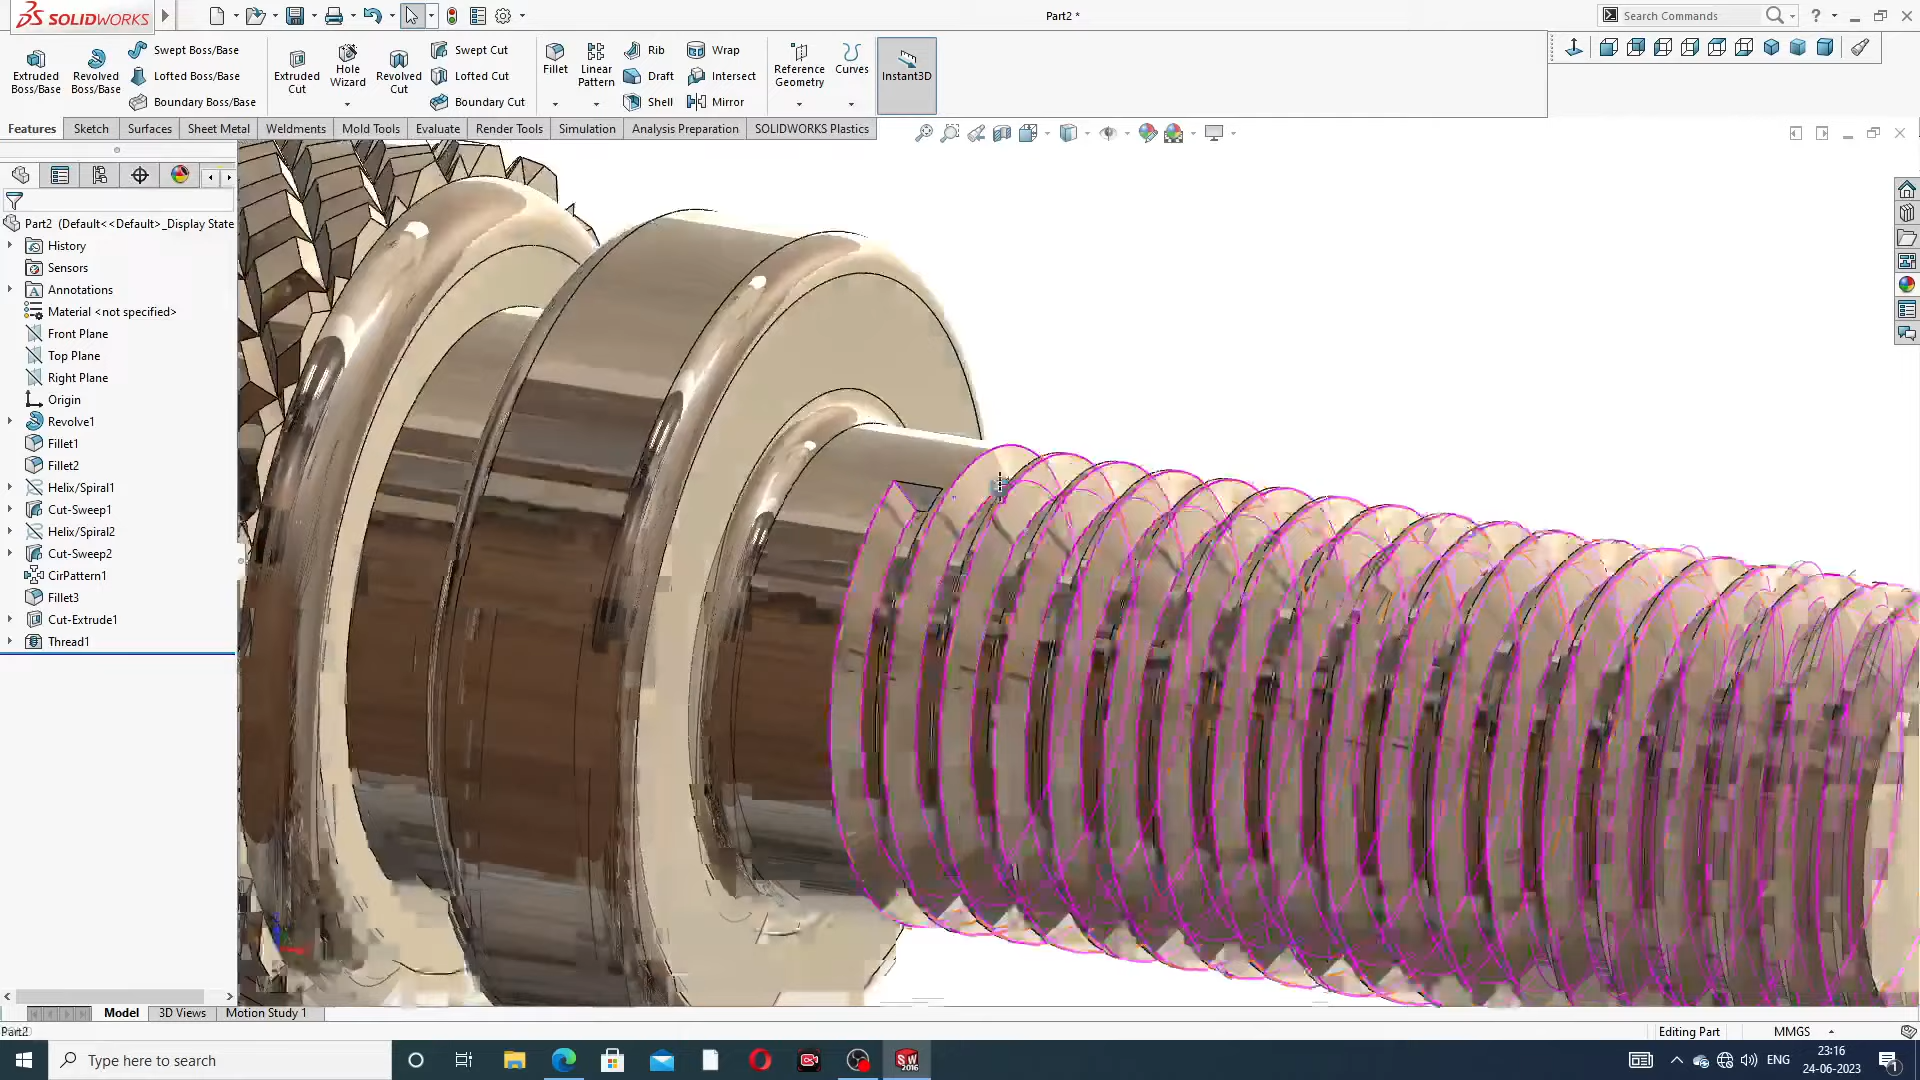 SOLIDWORKS
Part2 *
Search Commands
Extruded Boss/Base
Revolved Boss/Base
Swept Boss/Base
Lofted Boss/Base
Boundary Boss/Base
Extruded Cut
Hole Wizard
Revolved Cut
Swept Cut
Lofted Cut
Boundary Cut
Fillet
Linear Pattern
Rib
Draft
Shell
Wrap
Intersect
Mirror
Reference Geometry
Curves
Instant3D
Features
Sketch
Surfaces
Sheet Metal
Weldments
Mold Tools
Evaluate
Render Tools
Simulation
Analysis Preparation
SOLIDWORKS Plastics
Part2 (Default<<Default>_Display State
History
Sensors
Annotations
Material <not specified>
Front Plane
Top Plane
Right Plane
Origin
Revolve1
Fillet1
Fillet2
Helix/Spiral1
Cut-Sweep1
Helix/Spiral2
Cut-Sweep2
CirPattern1
Fillet3
Cut-Extrude1
Thread1
Model
3D Views
Motion Study 1
Part2
Editing Part
MMGS
Type here to search
SW
2016
ENG
23:16
24-06-2023
1